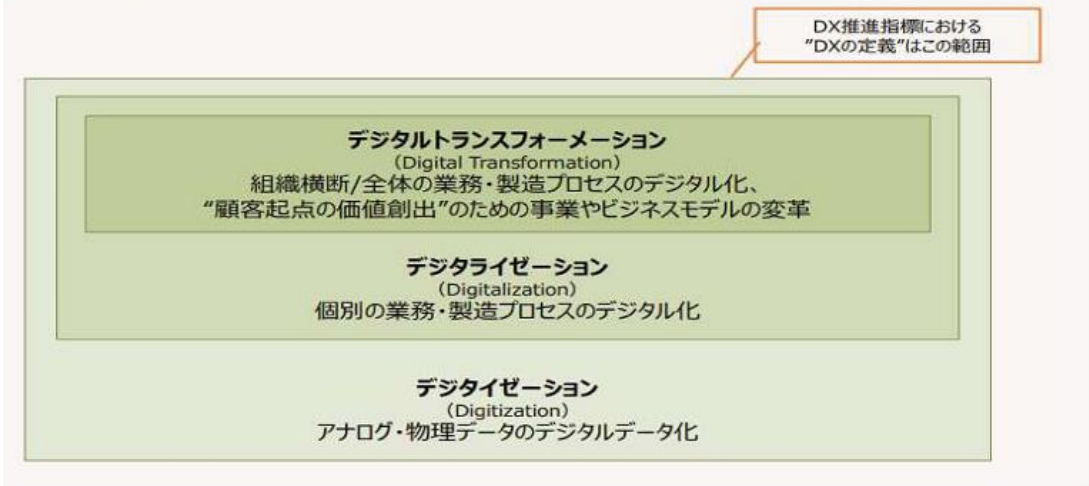 DX推進指標における
”DXの定義”はこの範囲
デジタルトランスフォーメーション
(Digital Transformation)
組織横断/全体の業務・製造プロセスのデジタル化、
“顧客起点の価値創出”のための事業やビジネスモデルの変革
デジタライゼーション
(Digitalization)
個別の業務・製造プロセスのデジタル化
デジタイゼーション
(Digitization)
アナログ・物理データのデジタルデータ化